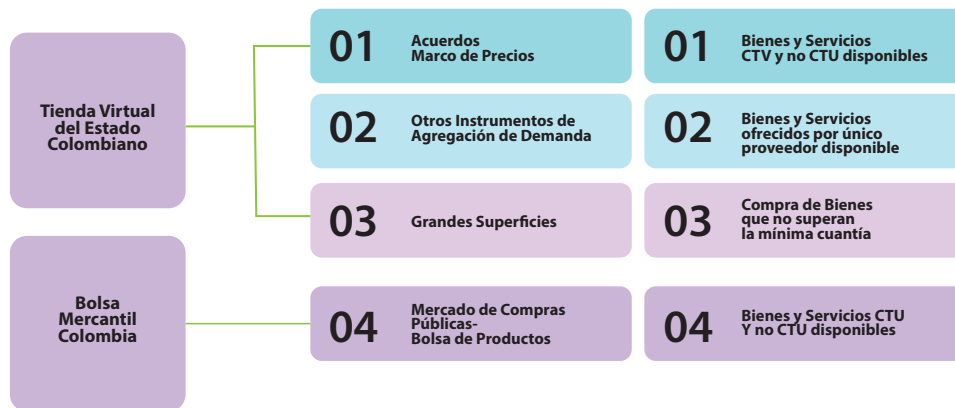 Tienda Virtual
del Estado
Colombiano
01
Acuerdos
Marco de Precios
01
Bienes y Servicios
CTV y no CTU disponibles
02
Otros Instrumentos de
Agregación de Demanda
02
Bienes y Servicios
ofrecidos por único
proveedor disponible
03
Grandes Superficies
03
Compra de Bienes
que no superan
la mínima cuantía
Bolsa
Mercantil
Colombia
04
Mercado de Compras
Públicas-
Bolsa de Productos
04
Bienes y Servicios CTU
Y no CTU disponibles